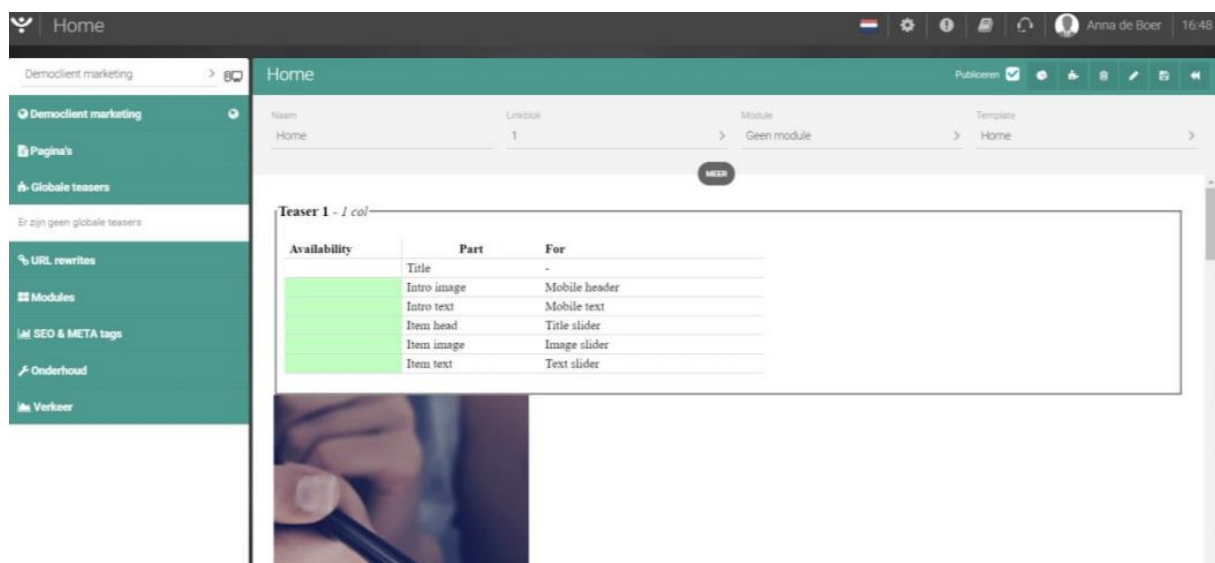 Home
Anna de Boer
16:48
Democlient marketing
Home
Publiceren
Democlient marketing
Pagina's
Globale teasers
Er zijn geen globale teasers
URL rewrites
Modules
SEO & META tags
Onderhoud
Verkeer
Naam Linkblok Module Template
Home 1 Geen module Home
MEER
Teaser 1 - 1 col
Availability Part For
Title -
Intro image Mobile header
Intro text Mobile text
Item head Title slider
Item image Image slider
Item text Text slider